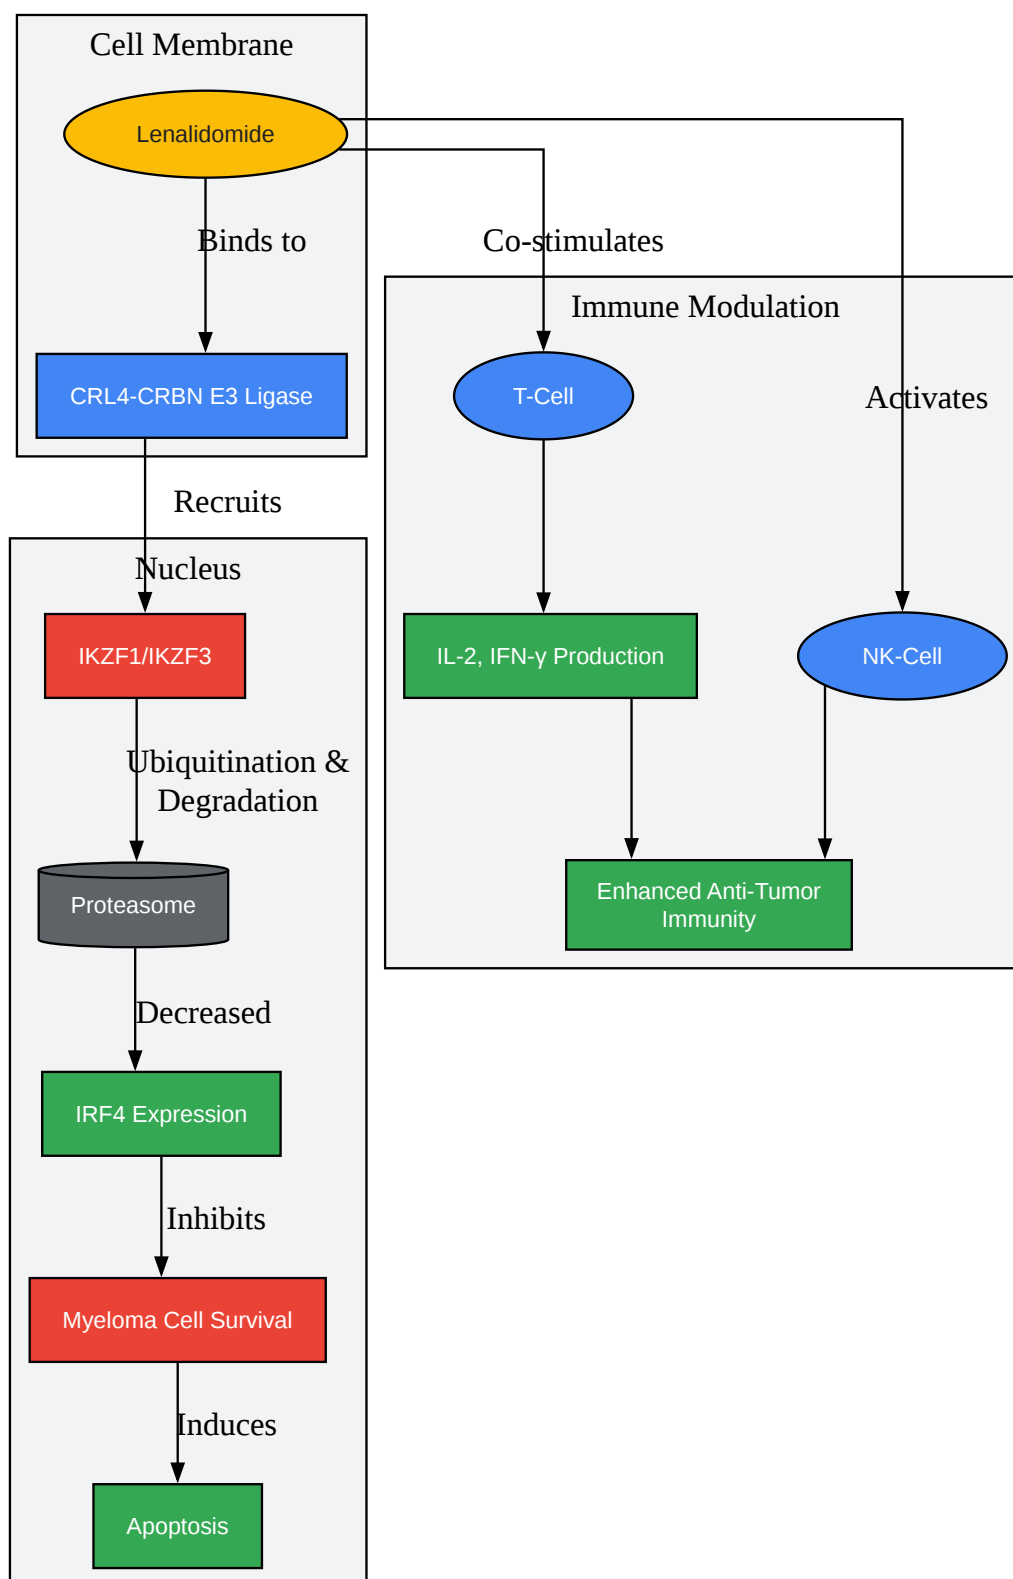 Cell Membrane
Lenalidomide
Binds to
CRL4-CRBN E3 Ligase
Recruits
Nucleus
IKZF1/IKZF3
Ubiquitination &
Degradation
Proteasome
Decreased
IRF4 Expression
Inhibits
Myeloma Cell Survival
Induces
Apoptosis
Co-stimulates
Immune Modulation
T-Cell
Activates
IL-2, IFN-γ Production
NK-Cell
Enhanced Anti-Tumor
Immunity